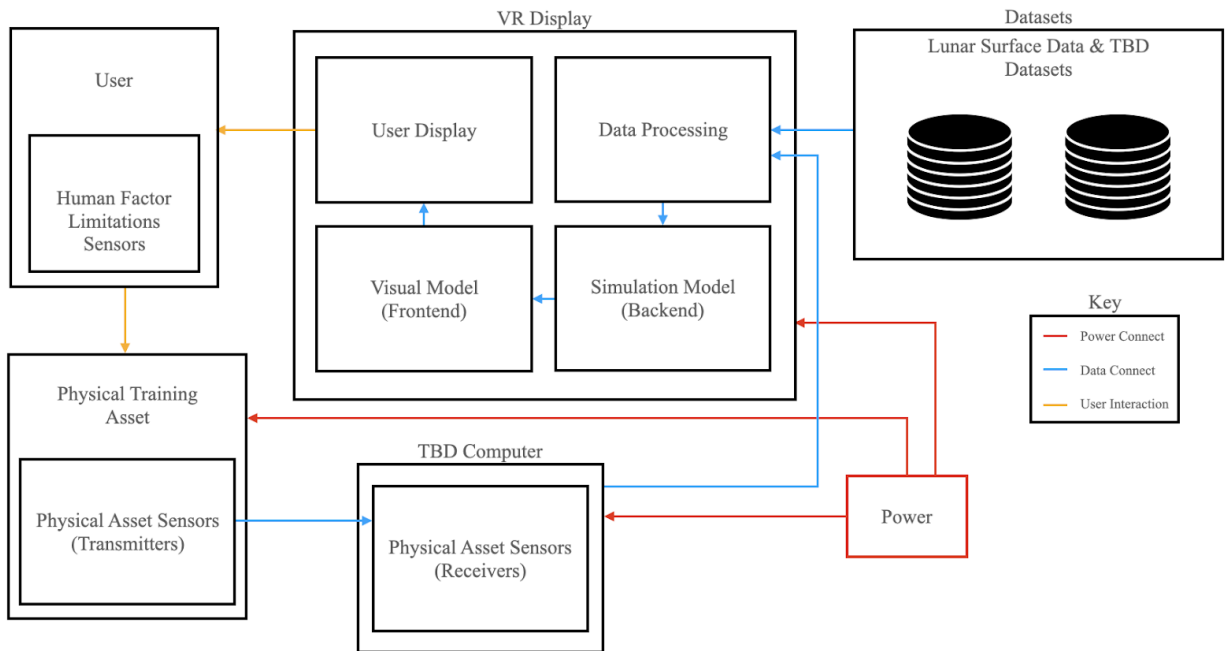 VR Display
Datasets
User
User Display
Data Processing
Lunar Surface Data & TBD
Datasets
Human Factor
Limitations
Sensors
Visual Model
(Frontend)
Simulation Model
(Backend)
Key
Power Connect
Data Connect
User Interaction
Physical Training
Asset
TBD Computer
Physical Asset Sensors
(Transmitters)
Physical Asset Sensors
(Receivers)
Power